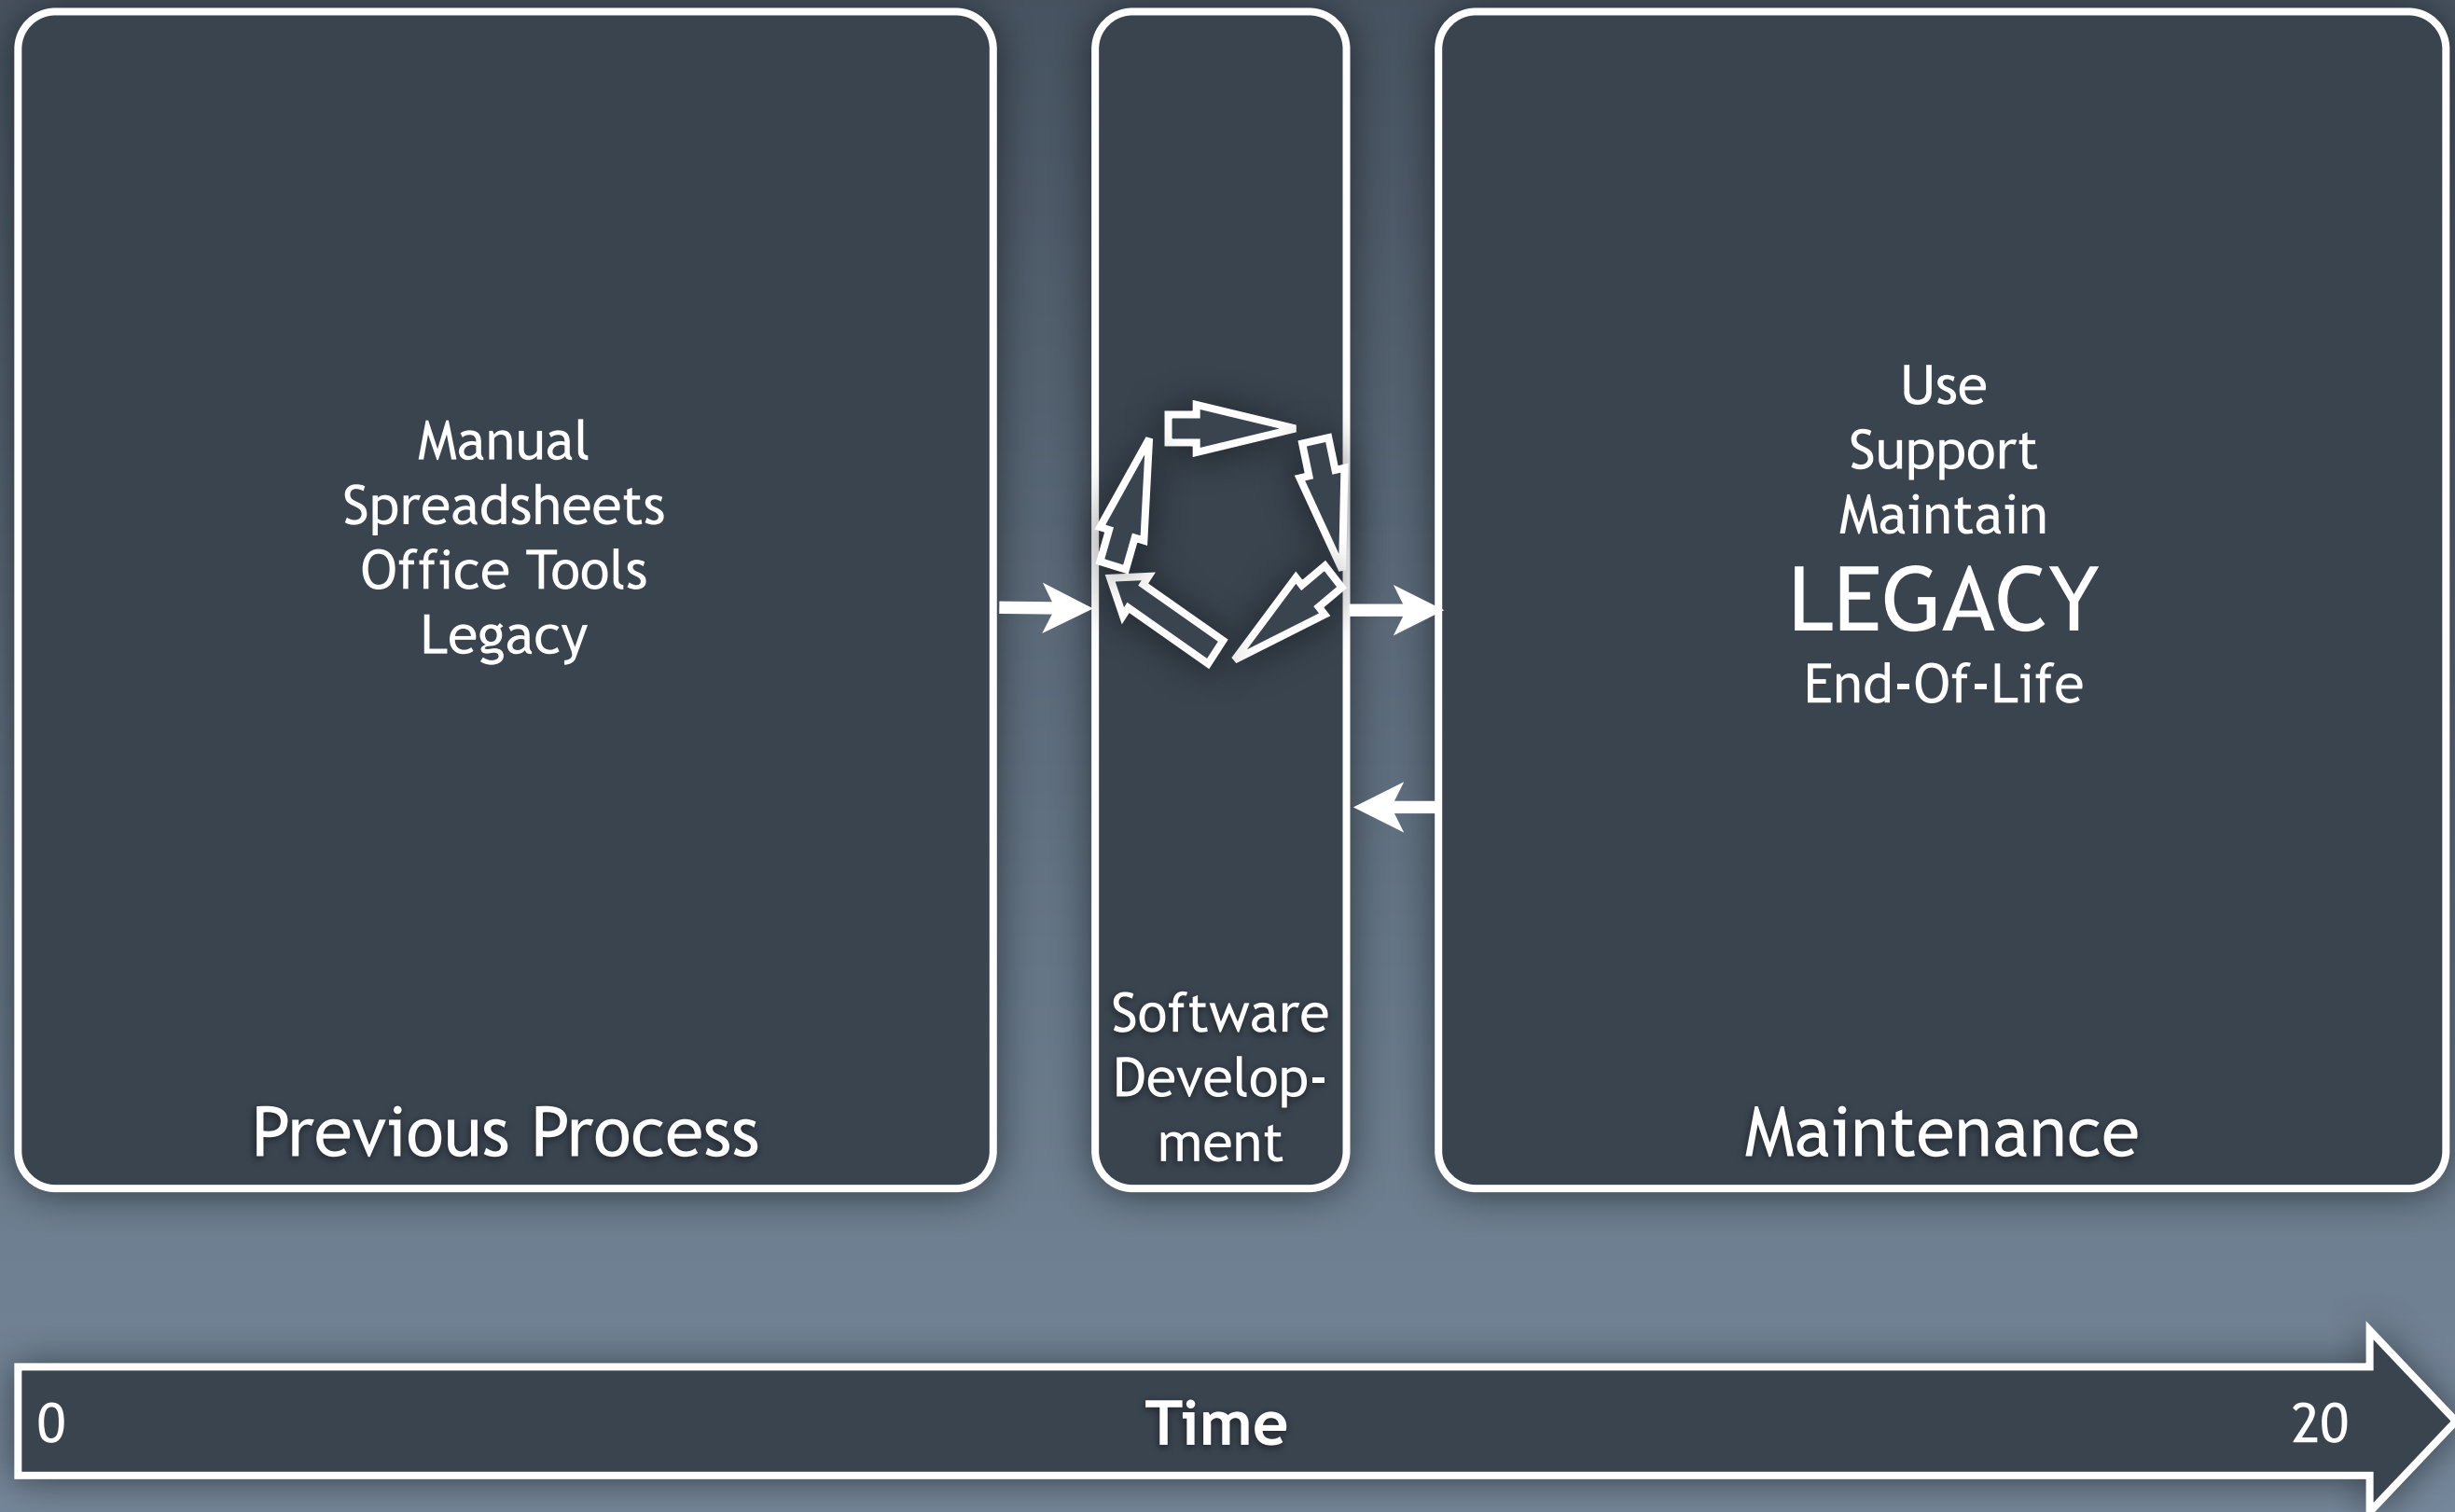 Manual
Spreadsheets
Office Tools
Legacy
Previous Process
Software
Develop-
ment
Use
Support
Maintain
LEGACY
End-Of-Life
Maintenance
0
Time
20